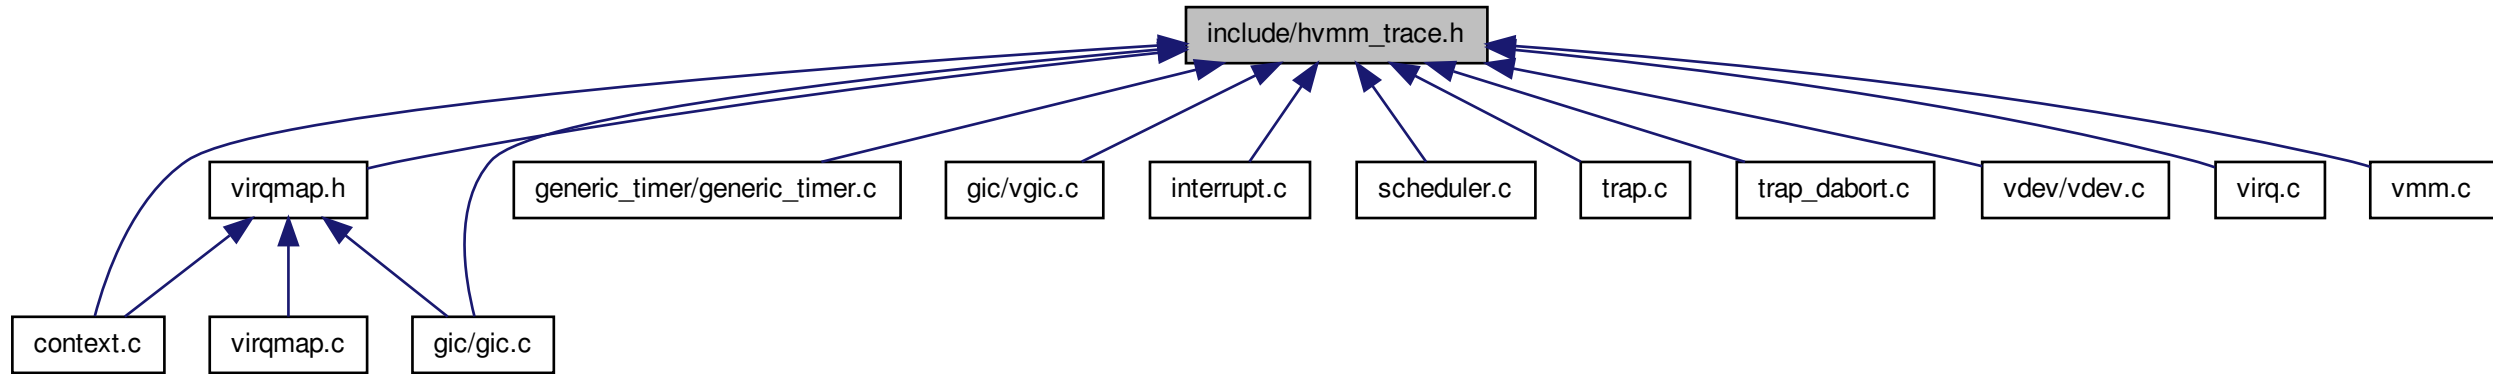 include/hvmm_trace.h
virqmap.h
generic_timer/generic_timer.c
gic/vgic.c
interrupt.c
scheduler.c
trap.c
trap_dabort.c
vdev/vdev.c
virq.c
vmm.c
context.c
virqmap.c
gic/gic.c